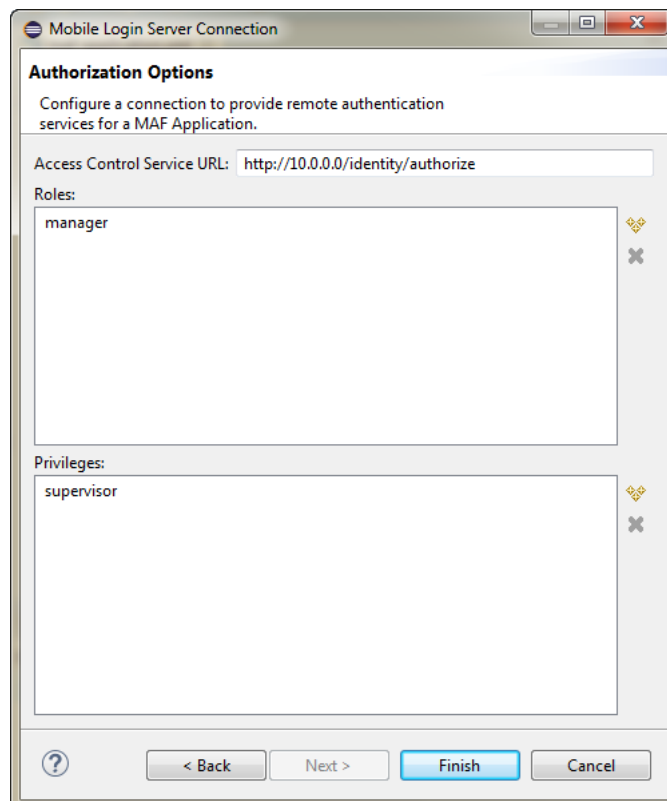 Mobile Login Server Connection
Authorization Options
Configure a connection to provide remote authentication
services for a MAF Application.
Access Control Service URL: http://10.0.0.0/identity/authorize
Roles:
manager
Privileges:
supervisor
? < Back Next > Finish Cancel